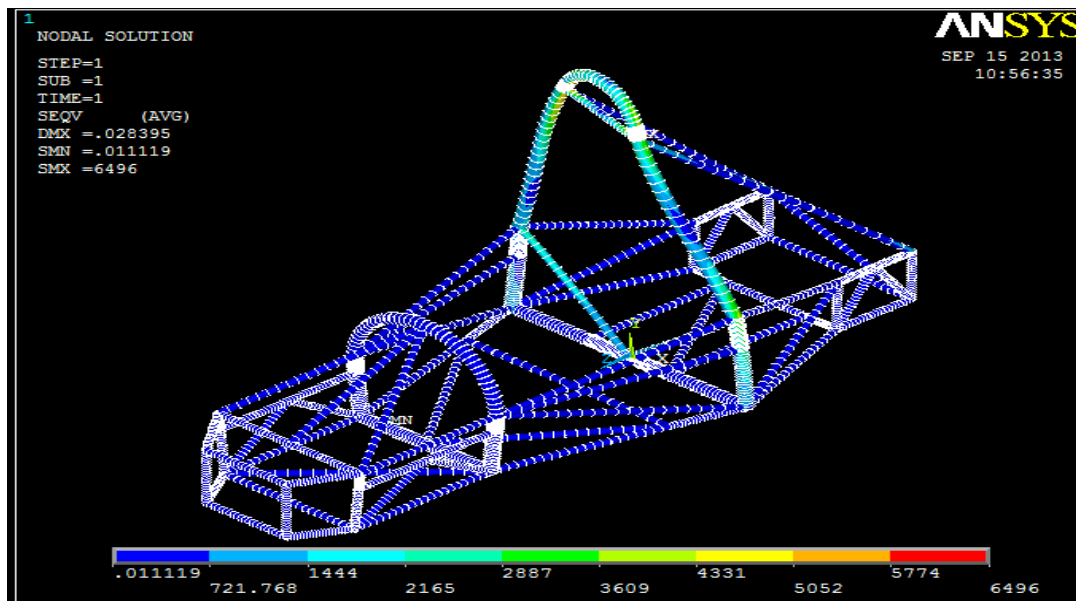 1
NODAL SOLUTION
STEP=1
SUB =1
TIME=1
SEQV (AVG)
DMX =.028395
SMN =.011119
SMX =6496
ANSYS
SEP 15 2013
10:56:35
Y
X
MN
.011119 1444 2887 4331 5774
721.768 2165 3609 5052 6496